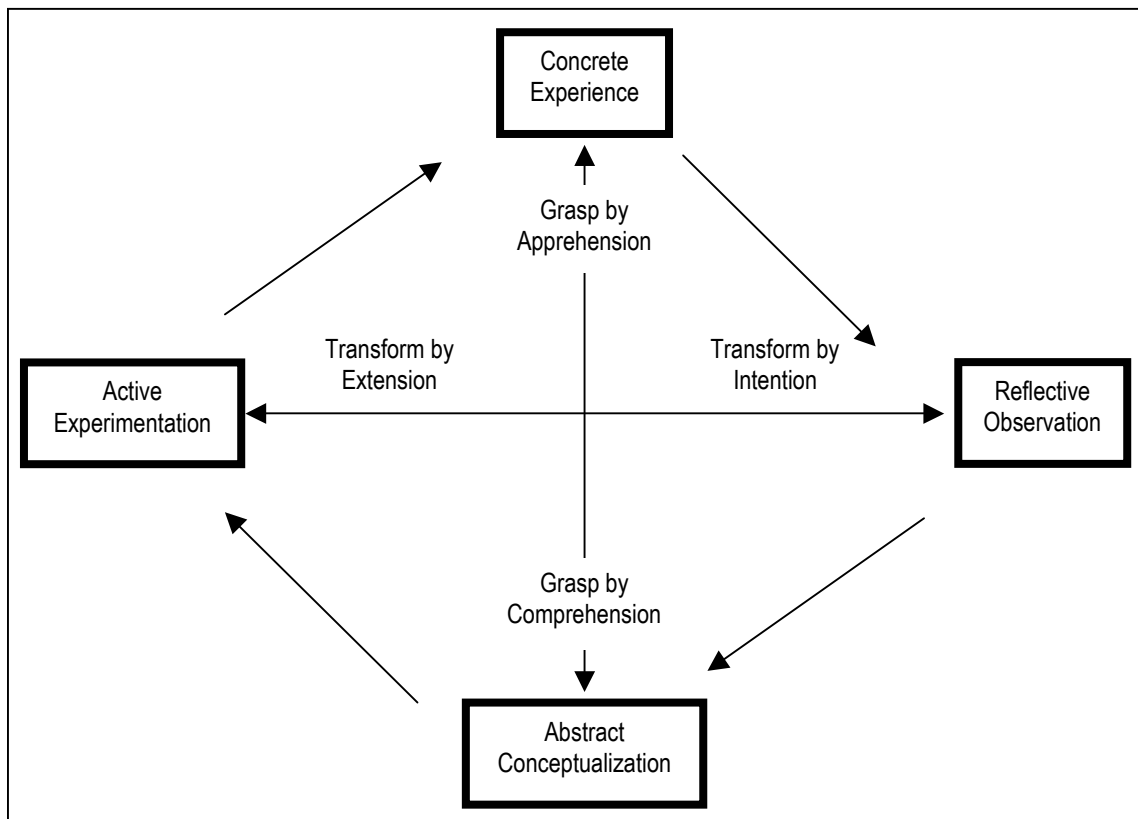 Concrete
Experience
Grasp by
Apprehension
Transform by
Extension
Transform by
Intention
Active
Experimentation
Reflective
Observation
Grasp by
Comprehension
Abstract
Conceptualization